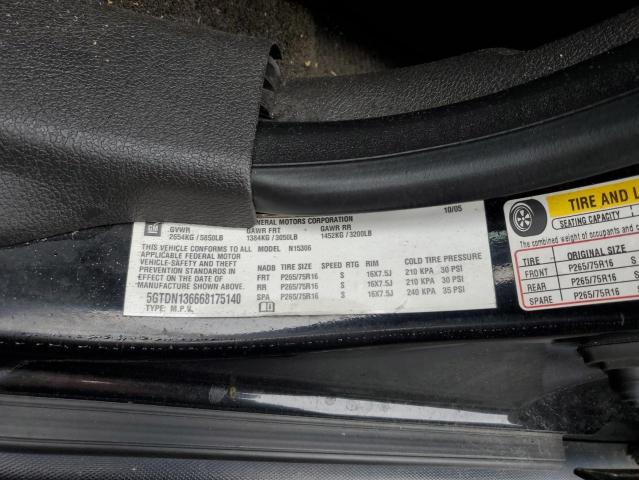 GM
GENERAL MOTORS CORPORATION 10/05
GVWR GAWR FRT GAWR RR
2654KG / 5850LB 1384KG / 3050LB 1452KG / 3200LB
THIS VEHICLE CONFORMS TO ALL MODEL N15306
APPLICABLE FEDERAL MOTOR
VEHICLE-SAFETY AND THEFT
PREVENTION STANDARDS IN
EFFECT ON THE DATE OF
MANUFACTURE SHOWN ABOVE.
5GTDN136668175140
TYPE: M.P.V.
NADB TIRE SIZE SPEED RTG RIM COLD TIRE PRESSURE
FRT P265/75R16 S 16X7.5J 210 KPA 30 PSI
RR P265/75R16 S 16X7.5J 210 KPA 30 PSI
SPA P265/75R16 S 16X7.5J 240 KPA 35 PSI
TIRE AND L
SEATING CAPACITY
The combined weight of occupants and c
TIRE ORIGINAL SIZE
FRONT P265/75R16
REAR P265/75R16
SPARE P265/75R16